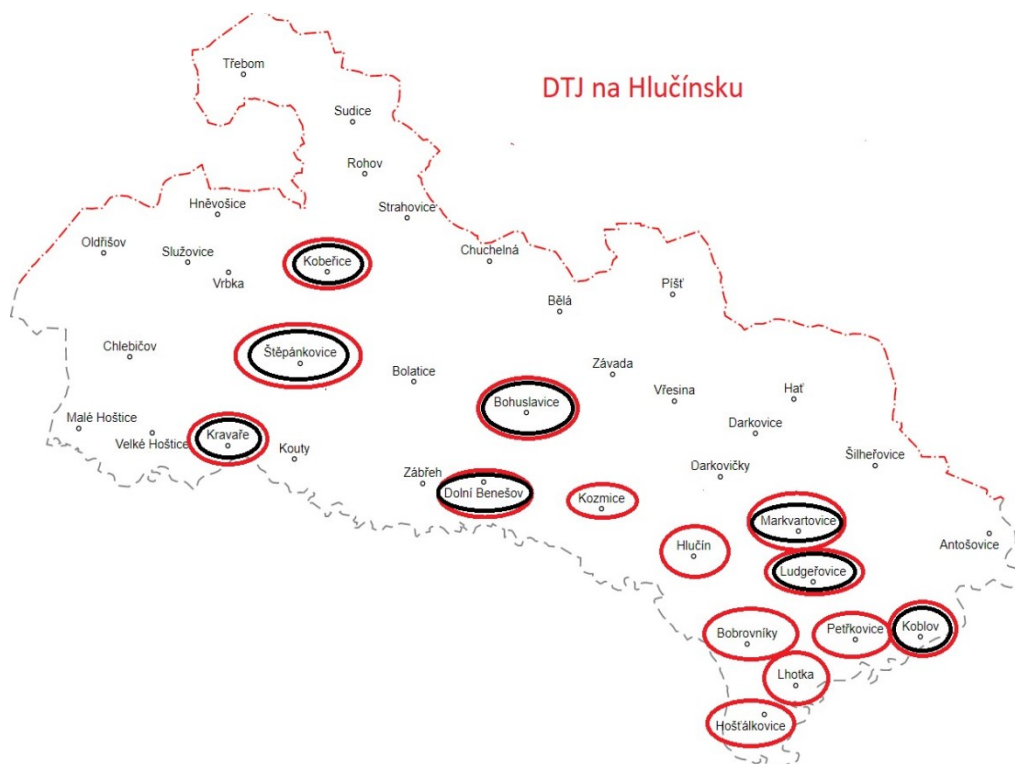 Třebom
DTJ na Hlučínsku
Sudice
Rohov
Hněvošice
Strahovice
Oldřišov
Služovice
Kobeřice
Chuchelná
Vrbka
Píšť
Bělá
Chlebičov
Štěpánkovice
Bolatice
Závada
Vřesina
Hať
Bohuslavice
Malé Hoštice
Velké Hoštice
Kravaře
Kouty
Darkovice
Šilheřovice
Zábřeh
Darkovičky
Dolní Benešov
Kozmice
Markvartovice
Hlučín
Antošovice
Ludgeřovice
Bobrovníky
Petřkovice
Koblov
Lhotka
Hošťálkovice